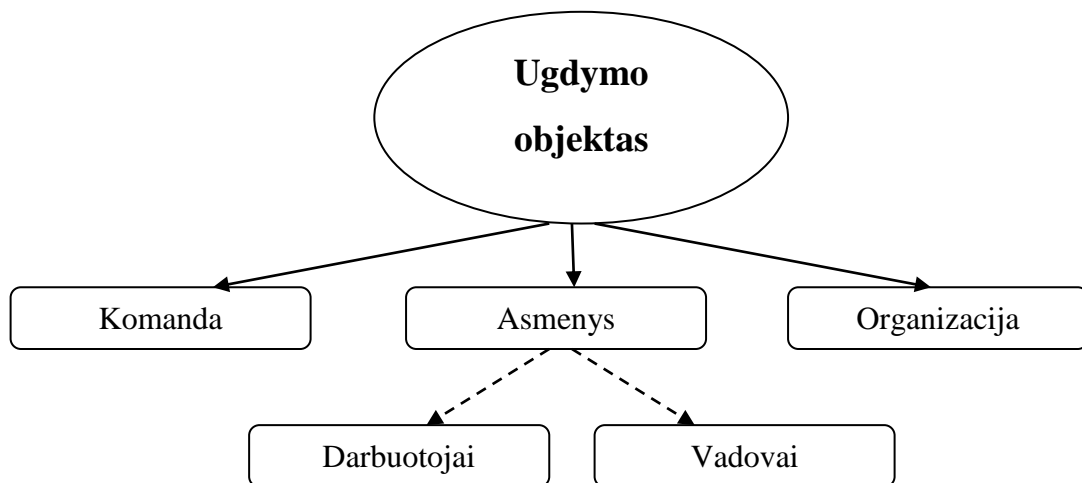 Ugdymo
objektas
Komanda
Asmenys
Organizacija
Darbuotojai
Vadovai